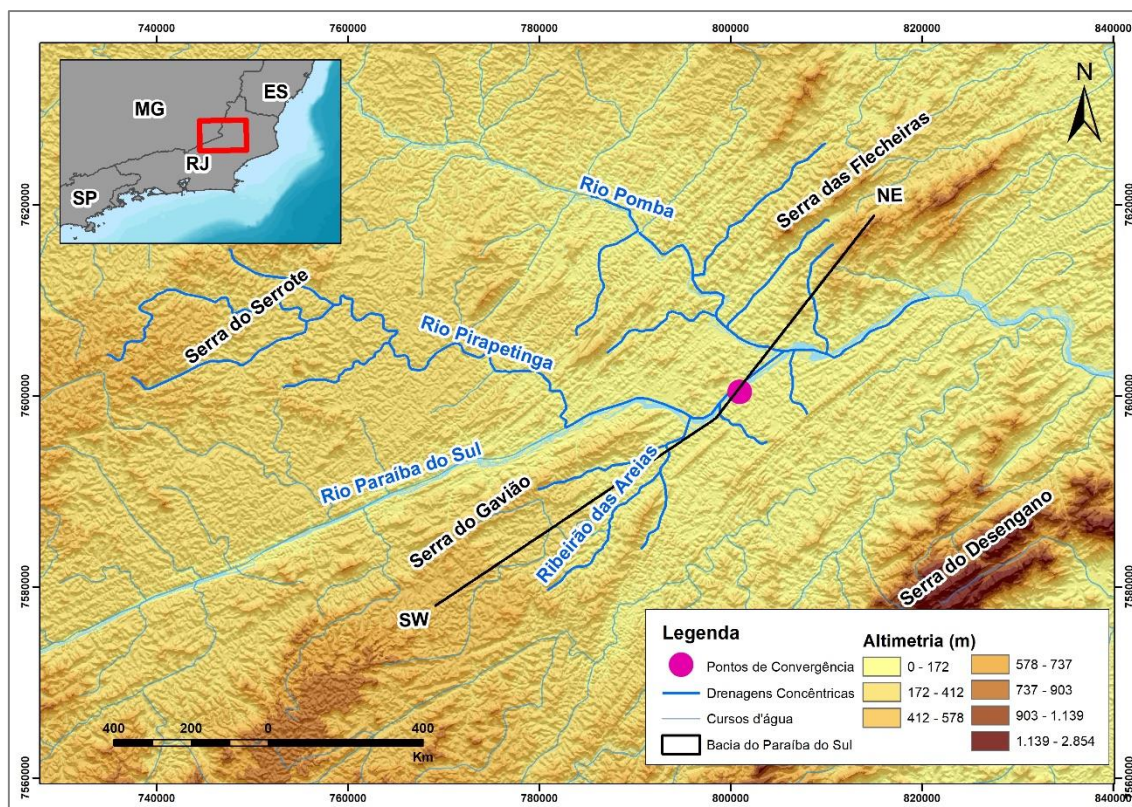 740000 760000 780000 800000 820000 840000
MG
ES
RJ
SP
N
Serra das Flecheiras
NE
7620000
7620000
Rio Pomba
Serra do Serrote
Rio Pirapetinga
7600000
7600000
Rio Paraíba do Sul
Serra do Gavião
Ribeirão das Areias
Serra do Desengano
7580000
7580000
SW
Legenda
Pontos de Convergência
Drenagens Concêntricas
Cursos d'água
Bacia do Paraíba do Sul
Altimetria (m)
0 - 172
172 - 412
412 - 578
578 - 737
737 - 903
903 - 1.139
1.139 - 2.854
400 200 0 400
Km
7560000
7560000
740000 760000 780000 800000 820000 840000